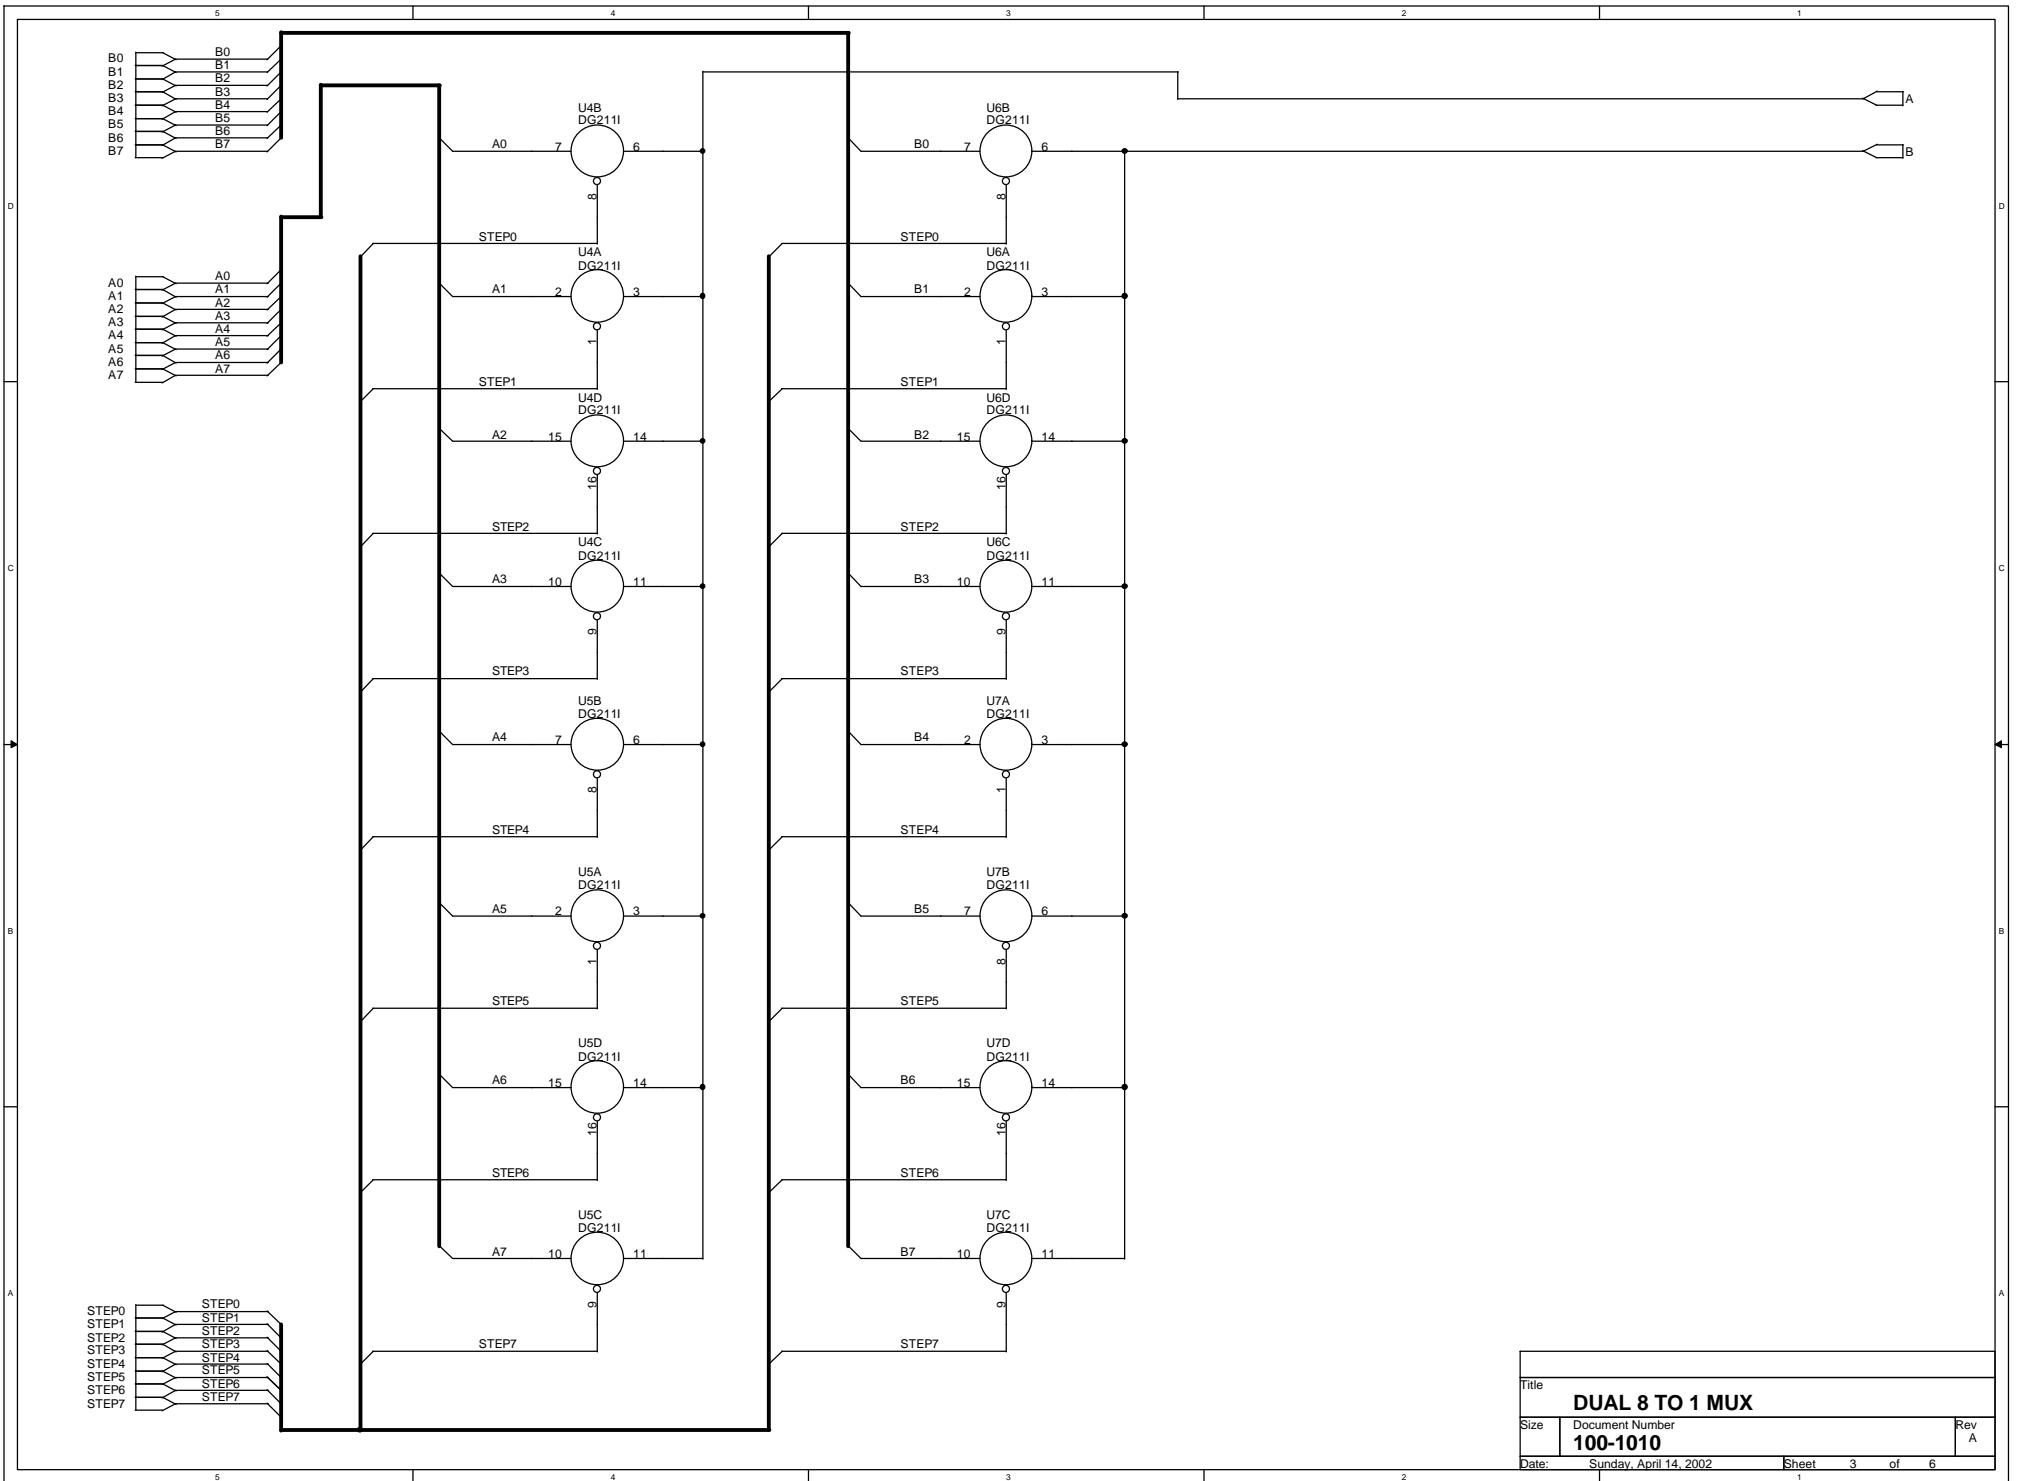 5 4 3 2 1
B0 B0
B1 B1
B2 B2
B3 B3
B4 B4
B5 B5
B6 B6
B7 B7
A
B
D D
A0 A0
A1 A1
A2 A2
A3 A3
A4 A4
A5 A5
A6 A6
A7 A7
U4B
DG211I
A0 7 6
8
STEP0
U4A
DG211I
A1 2 3
1
STEP1
U4D
DG211I
A2 15 14
16
STEP2
U4C
DG211I
A3 10 11
9
STEP3
U5B
DG211I
A4 7 6
8
STEP4
U5A
DG211I
A5 2 3
1
STEP5
U5D
DG211I
A6 15 14
16
STEP6
U5C
DG211I
A7 10 11
9
STEP7
U6B
DG211I
B0 7 6
8
STEP0
U6A
DG211I
B1 2 3
1
STEP1
U6D
DG211I
B2 15 14
16
STEP2
U6C
DG211I
B3 10 11
9
STEP3
U7A
DG211I
B4 2 3
1
STEP4
U7B
DG211I
B5 7 6
8
STEP5
U7D
DG211I
B6 15 14
16
STEP6
U7C
DG211I
B7 10 11
9
STEP7
C C
B B
A A
STEP0 STEP0
STEP1 STEP1
STEP2 STEP2
STEP3 STEP3
STEP4 STEP4
STEP5 STEP5
STEP6 STEP6
STEP7 STEP7
Title
DUAL 8 TO 1 MUX
Size Document Number Rev
100-1010 A
Date: Sunday, April 14, 2002 Sheet 3 of 6
5 4 3 2 1